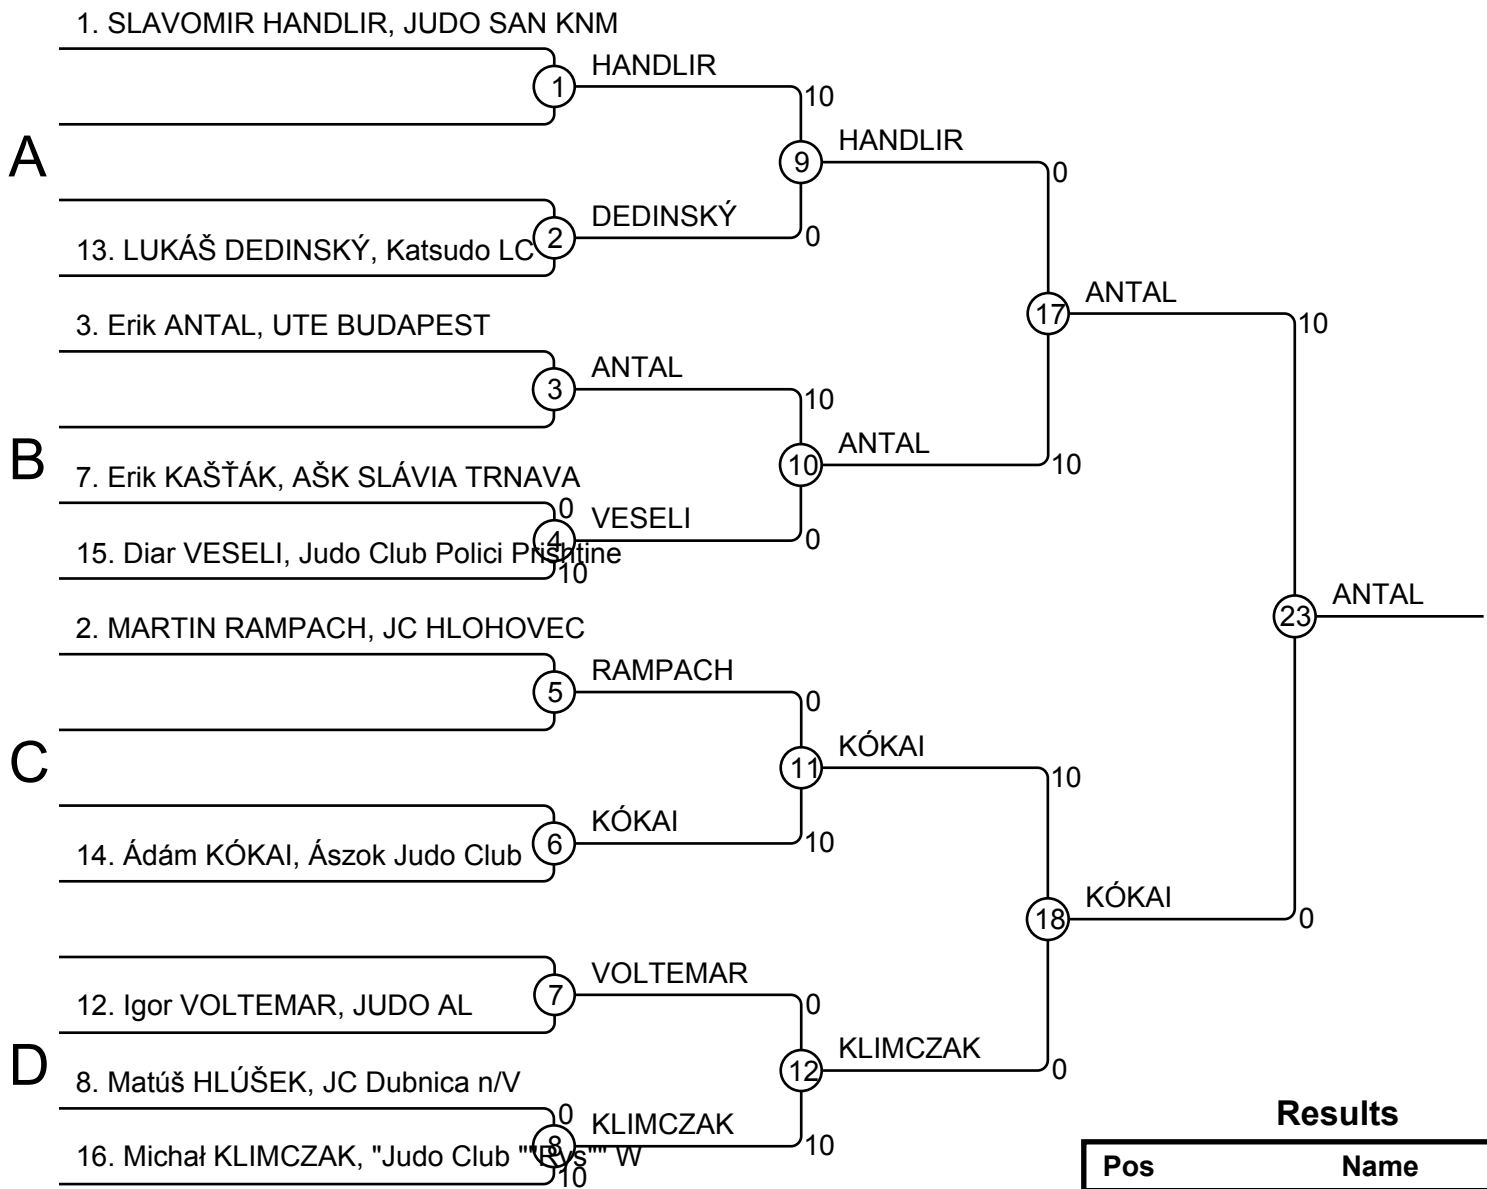 1. SLAVOMIR HANDLIR, JUDO SAN KNM
1
HANDLIR
10
A
9
HANDLIR
0
DEDINSKÝ
2
0
13. LUKÁŠ DEDINSKÝ, Katsudo LC
17
ANTAL
10
3. Erik ANTAL, UTE BUDAPEST
3
ANTAL
10
B
10
ANTAL
10
7. Erik KAŠŤÁK, AŠK SLÁVIA TRNAVA
0
4
VESELI
0
15. Diar VESELI, Judo Club Polici Prishtine
10
23
ANTAL
2. MARTIN RAMPACH, JC HLOHOVEC
5
RAMPACH
0
C
11
KÓKAI
10
KÓKAI
6
10
14. Ádám KÓKAI, Ászok Judo Club
18
KÓKAI
0
VOLTEMAR
7
0
12. Igor VOLTEMAR, JUDO AL
D
12
KLIMCZAK
0
8. Matúš HLÚŠEK, JC Dubnica n/V
0
8
KLIMCZAK
10
16. Michał KLIMCZAK, "Judo Club ""Rys"" W
10
Results
Pos Name